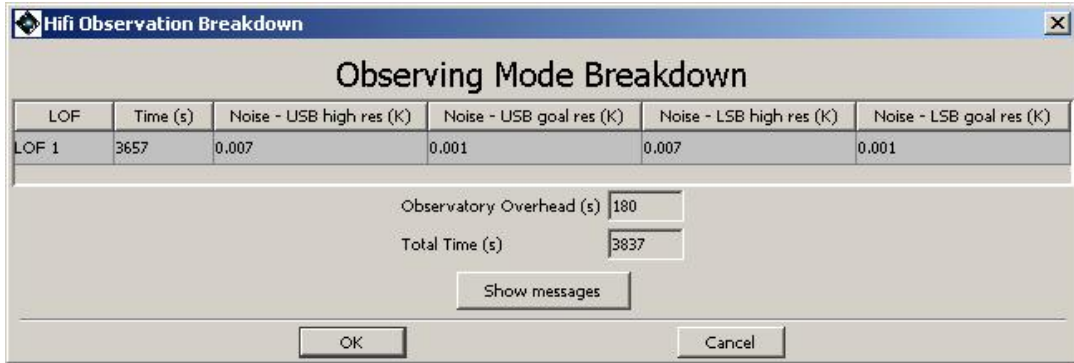 Hifi Observation Breakdown
Observing Mode Breakdown
LOF Time (s) Noise - USB high res (K) Noise - USB goal res (K) Noise - LSB high res (K) Noise - LSB goal res (K)
LOF 1 3657 0.007 0.001 0.007 0.001
Observatory Overhead (s) 180
Total Time (s) 3837
Show messages
OK Cancel